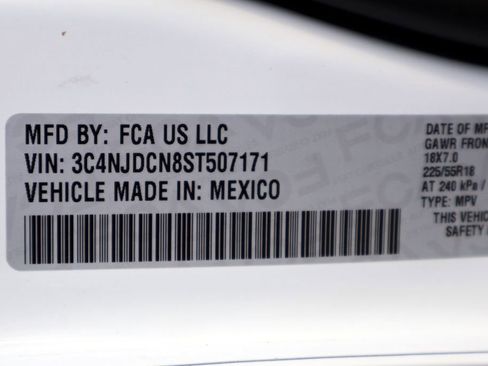 MFD BY: FCA US LLC
VIN: 3C4NJDCN8ST507171
VEHICLE MADE IN: MEXICO
DATE OF MF
GAWR FRON
18X7.0
225/55R18
AT 240 kPa /
TYPE: MPV
THIS VEHIC
SAFETY